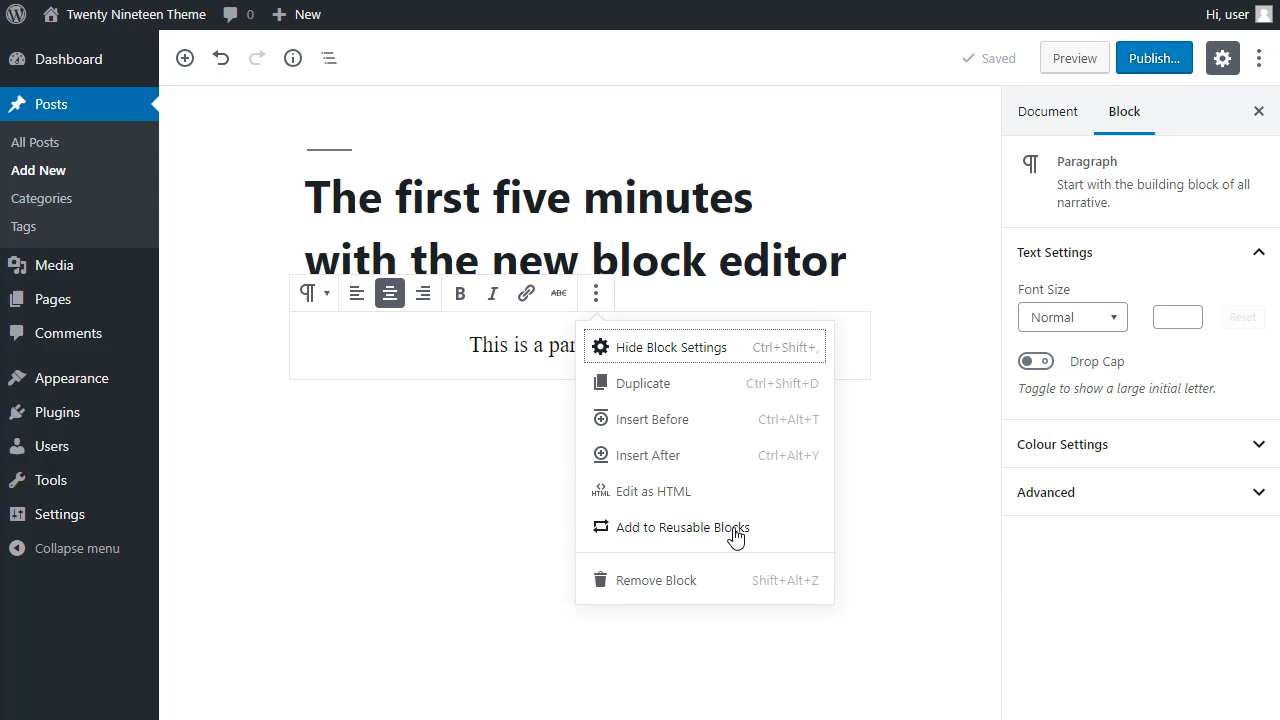 Twenty Nineteen Theme 0 New Hi, user
Dashboard
Posts
All Posts
Add New
Categories
Tags
Media
Pages
Comments
Appearance
Plugins
Users
Tools
Settings
Collapse menu
Saved Preview Publish...
The first five minutes
with the new block editor
B I ABC
This is a par
Hide Block Settings Ctrl+Shift+,
Duplicate Ctrl+Shift+D
Insert Before Ctrl+Alt+T
Insert After Ctrl+Alt+Y
HTML Edit as HTML
Add to Reusable Blocks
Remove Block Shift+Alt+Z
Document Block
Paragraph
Start with the building block of all
narrative.
Text Settings
Font Size
Normal Reset
Drop Cap
Toggle to show a large initial letter.
Colour Settings
Advanced